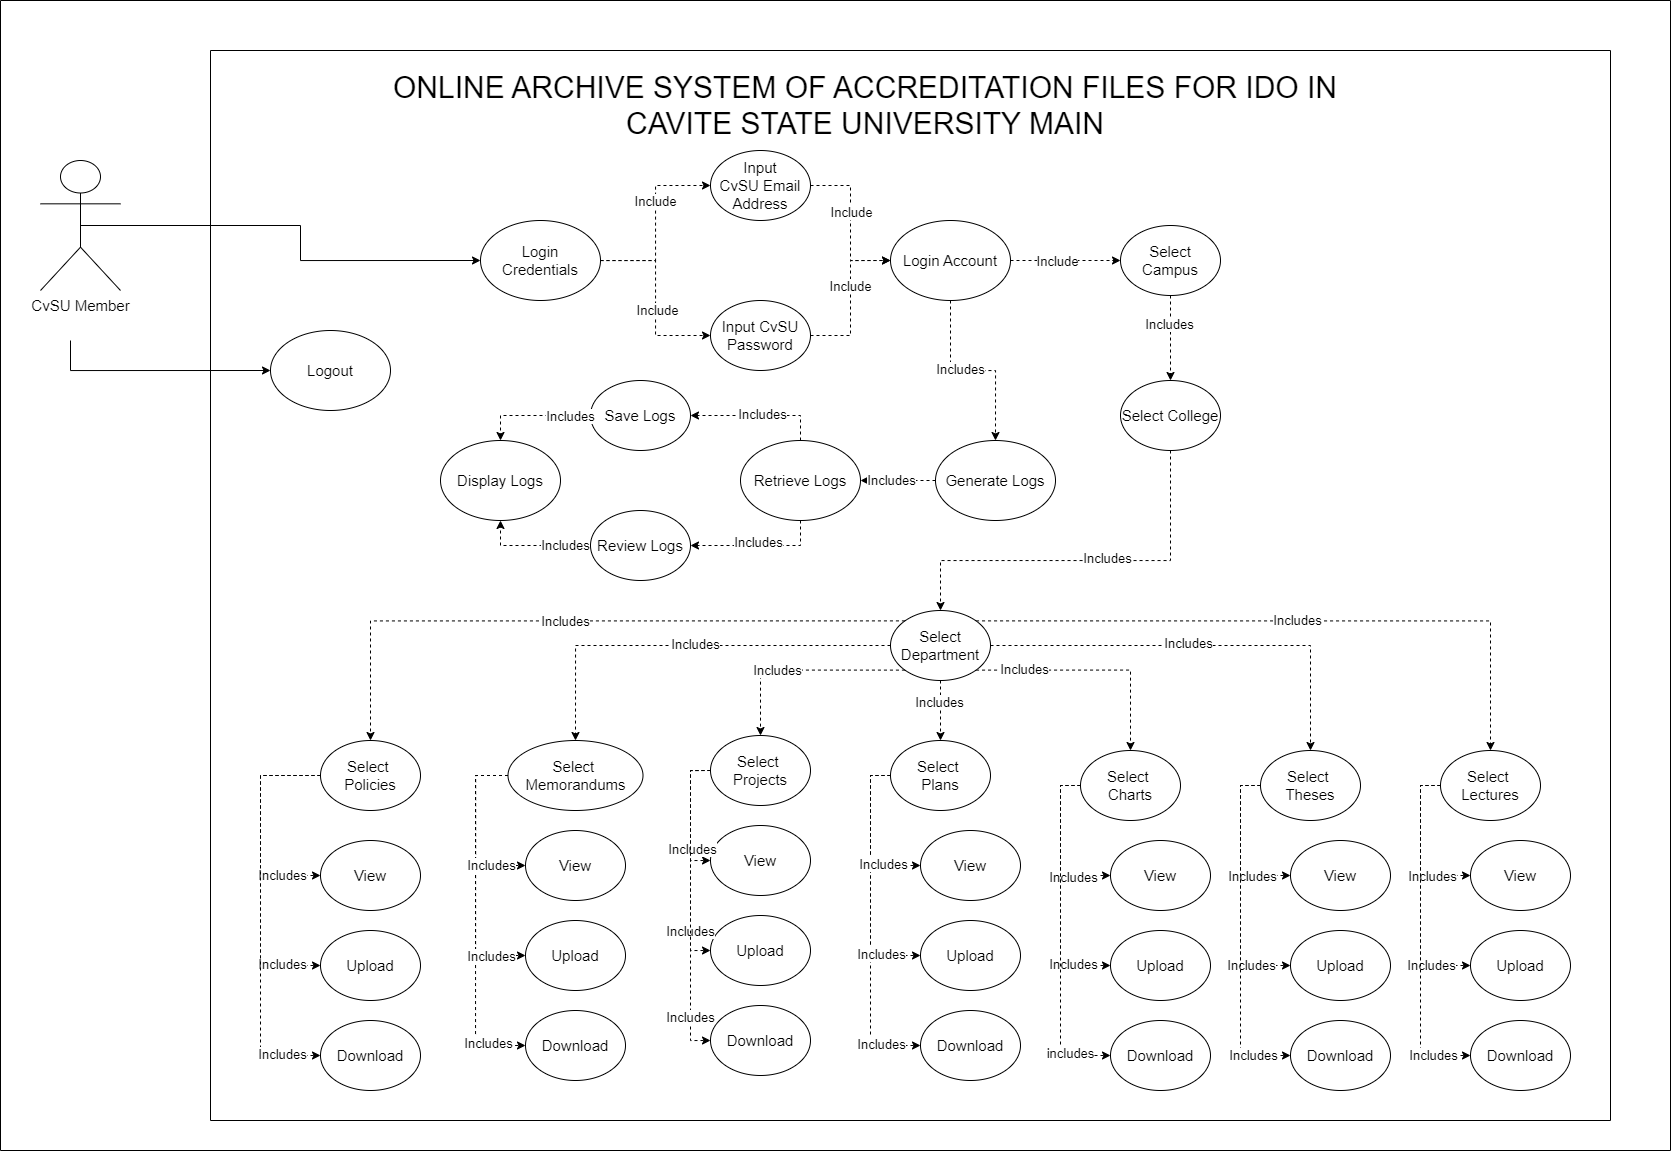 ONLINE ARCHIVE SYSTEM OF ACCREDITATION FILES FOR IDO IN
CAVITE STATE UNIVERSITY MAIN
CvSU Member
Logout
Login
Credentials
Include
Include
Input
CvSU Email
Address
Input CvSU
Password
Include
Include
Login Account
Include
Select
Campus
Includes
Select College
Includes
Generate Logs
Includes
Retrieve Logs
Includes
Includes
Save Logs
Review Logs
Includes
Includes
Display Logs
Includes
Select
Department
Includes
Includes
Includes
Includes
Includes
Includes
Includes
Select
Policies
Includes
View
Includes
Upload
Includes
Download
Select
Memorandums
Includes
View
Includes
Upload
Includes
Download
Select
Projects
Includes
View
Includes
Upload
Includes
Download
Select
Plans
Includes
View
Includes
Upload
Includes
Download
Select
Charts
Includes
View
Includes
Upload
includes
Download
Select
Theses
Includes
View
Includes
Upload
Includes
Download
Select
Lectures
Includes
View
Includes
Upload
Includes
Download